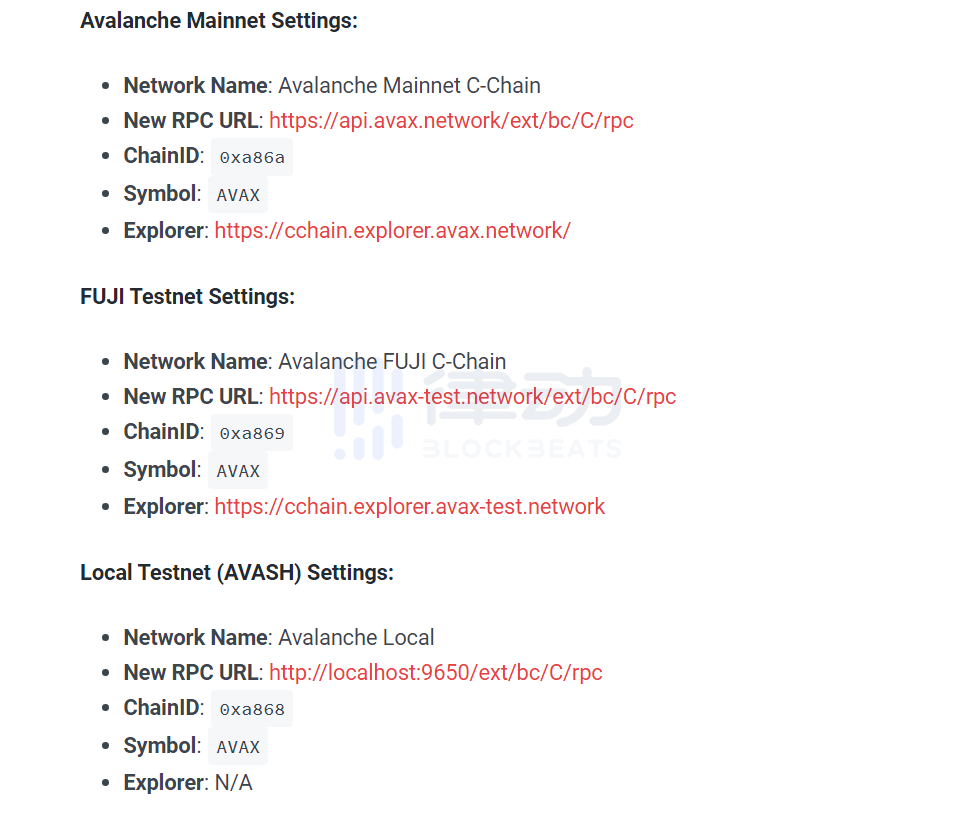 Avalanche Mainnet Settings:
Network Name: Avalanche Mainnet C-Chain
New RPC URL: https://api.avax.network/ext/bc/C/rpc
ChainID: 0xa86a
Symbol: AVAX
Explorer: https://cchain.explorer.avax.network/
FUJI Testnet Settings:
Network Name: Avalanche FUJI C-Chain
New RPC URL: https://api.avax-test.network/ext/bc/C/rpc
律动
ChainID: 0xa869
BLOCKBEATS
Symbol: AVAX
Explorer: https://cchain.explorer.avax-test.network
Local Testnet (AVASH) Settings:
Network Name: Avalanche Local
New RPC URL: http://localhost:9650/ext/bc/C/rpc
ChainID: 0xa868
Symbol: AVAX
Explorer: N/A